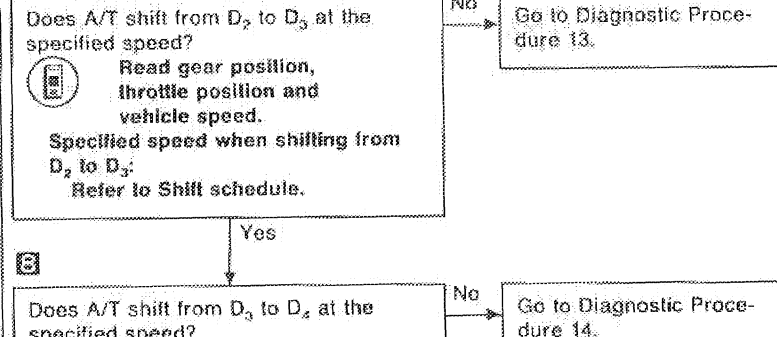 Does A/T shift from D₂ to D₃ at the
specified speed?
Read gear position,
throttle position and
vehicle speed.
Specified speed when shifting from
D₂ to D₃:
Refer to Shift schedule.
No
Go to Diagnostic Proce-
dure 13.
Yes
Does A/T shift from D₃ to D₄ at the
specified speed?
No
Go to Diagnostic Proce-
dure 14.